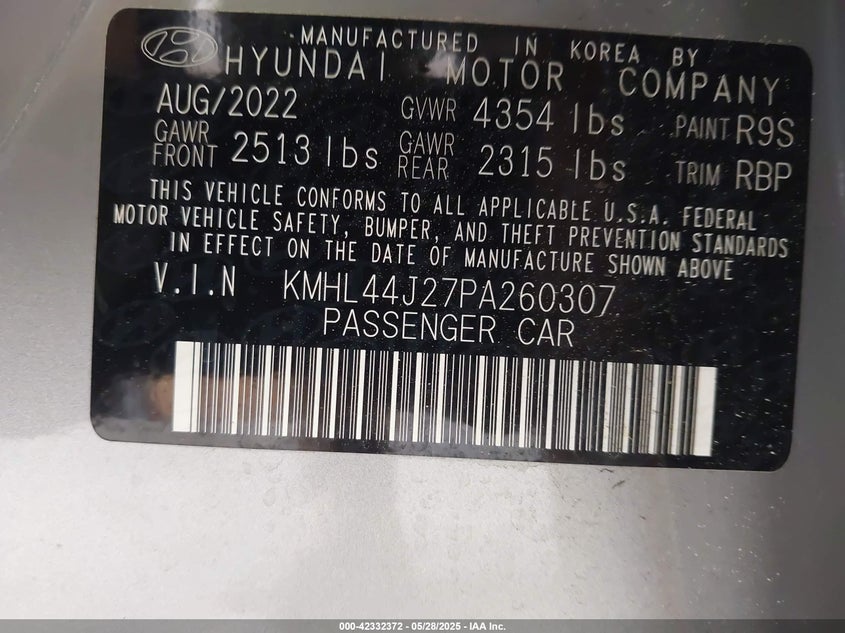 MANUFACTURED IN KOREA BY
HYUNDAI MOTOR COMPANY
AUG/2022 GVWR 4354 lbs PAINT R9S
GAWR FRONT 2513 lbs GAWR REAR 2315 lbs TRIM RBP
THIS VEHICLE CONFORMS TO ALL APPLICABLE U.S.A. FEDERAL
MOTOR VEHICLE SAFETY, BUMPER, AND THEFT PREVENTION STANDARDS
IN EFFECT ON THE DATE OF MANUFACTURE SHOWN ABOVE
V.I.N KMHL44J27PA260307
PASSENGER CAR
000-42332372 - 05/28/2025 - IAA Inc.